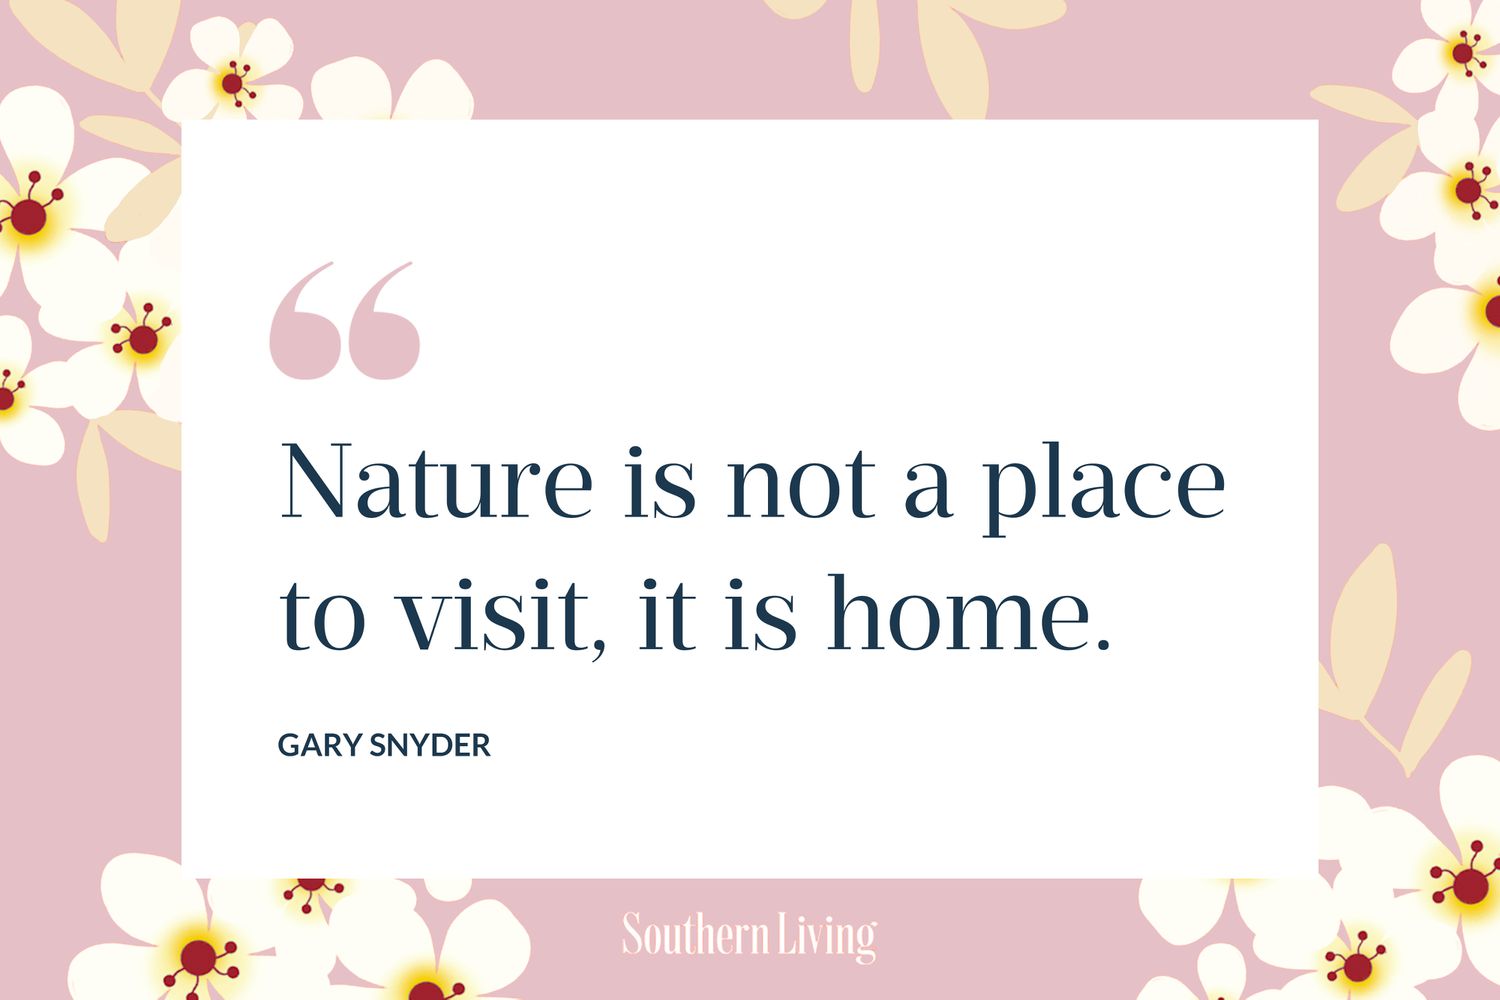 “
Nature is not a place
to visit, it is home.
GARY SNYDER
Southern Living